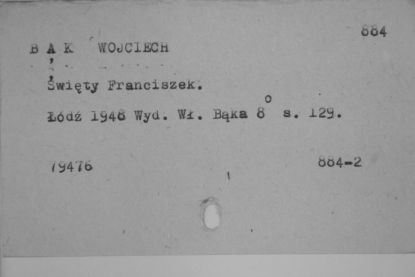 884
BĄK WOJCIECH
Święty Franciszek.
Łódź 1948 Wyd. Wł. Bąka 8° s. 129.
79476 884-2